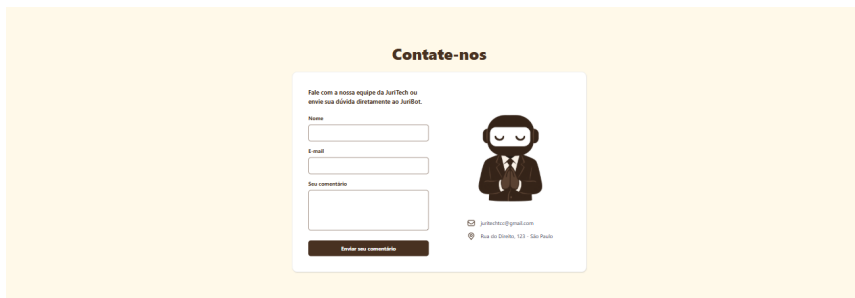 Contate-nos
Fale com a nossa equipe da JuriTech ou
envie sua dúvida diretamente ao JuriBot.
Nome
E-mail
Seu comentário
Enviar seu comentário
juritechtcc@gmail.com
Rua do Direito, 123 - São Paulo